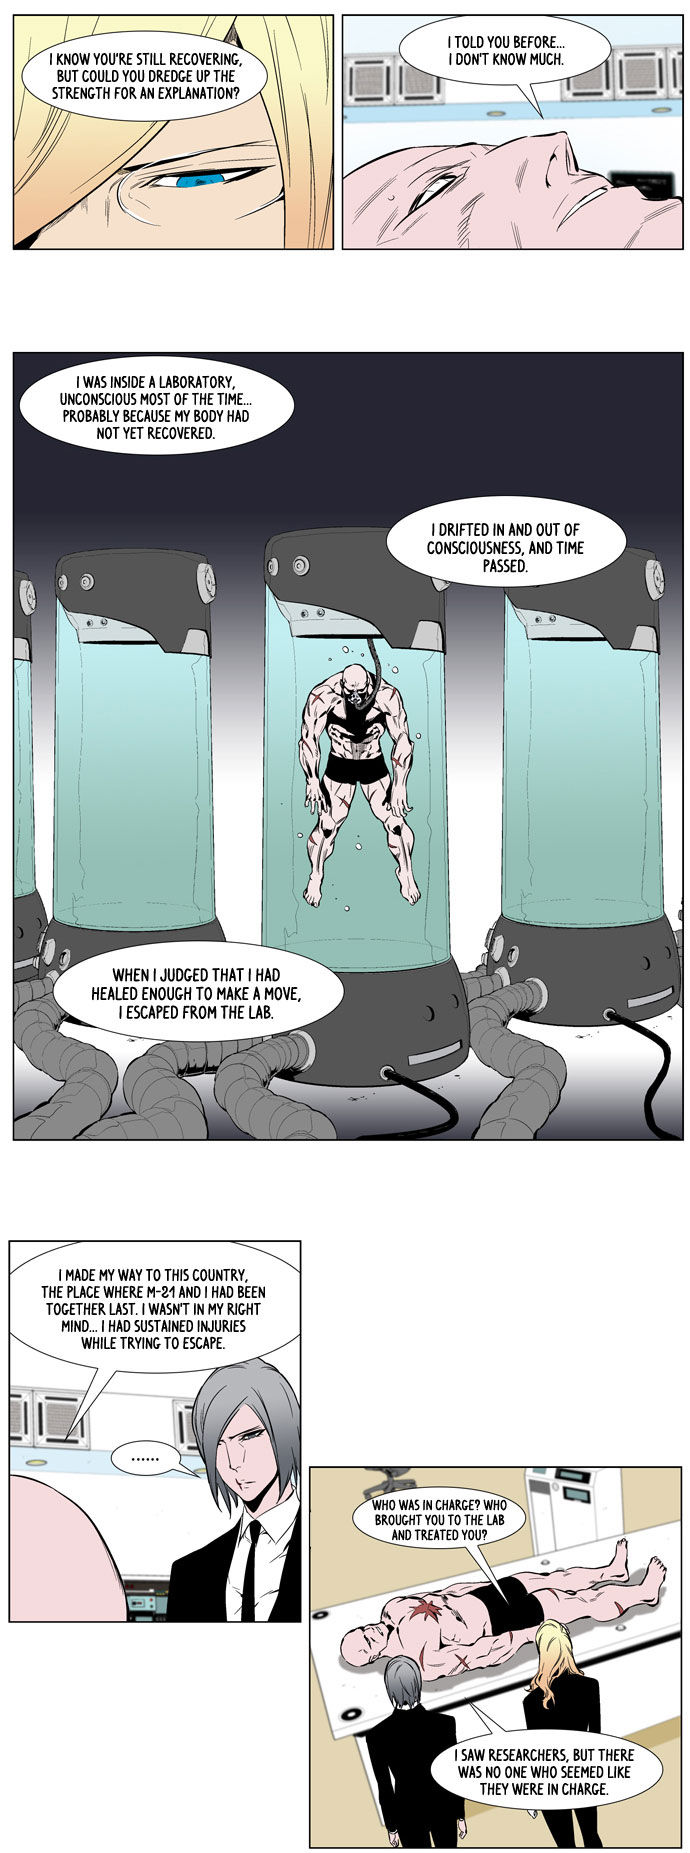 I KNOW YOU'RE STILL RECOVERING,
BUT COULD YOU DREDGE UP THE
STRENGTH FOR AN EXPLANATION?
I TOLD YOU BEFORE...
I DON'T KNOW MUCH.
I WAS INSIDE A LABORATORY,
UNCONSCIOUS MOST OF THE TIME...
PROBABLY BECAUSE MY BODY HAD
NOT YET RECOVERED.
I DRIFTED IN AND OUT OF
CONSCIOUSNESS, AND TIME
PASSED.
WHEN I JUDGED THAT I HAD
HEALED ENOUGH TO MAKE A MOVE,
I ESCAPED FROM THE LAB.
I MADE MY WAY TO THIS COUNTRY,
THE PLACE WHERE M-21 AND I HAD BEEN
TOGETHER LAST. I WASN'T IN MY RIGHT
MIND... I HAD SUSTAINED INJURIES
WHILE TRYING TO ESCAPE.
......
WHO WAS IN CHARGE? WHO
BROUGHT YOU TO THE LAB
AND TREATED YOU?
I SAW RESEARCHERS, BUT THERE
WAS NO ONE WHO SEEMED LIKE
THEY WERE IN CHARGE.